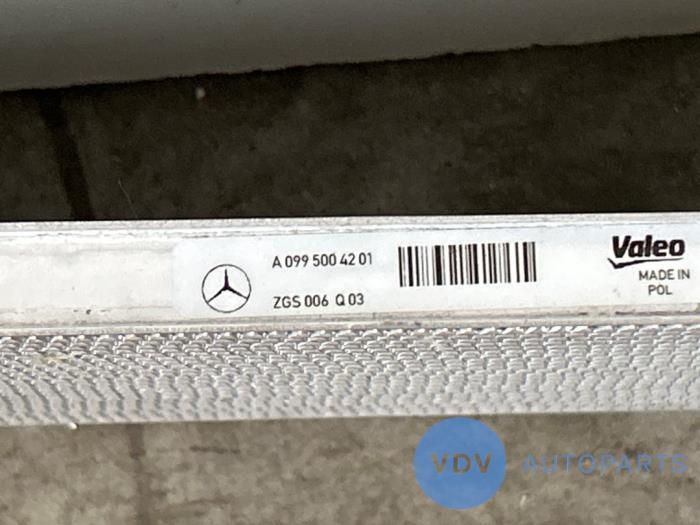 A 099 500 42 01
ZGS 006 Q 03
Valeo
MADE IN
POL
VDV AUTOPARTS